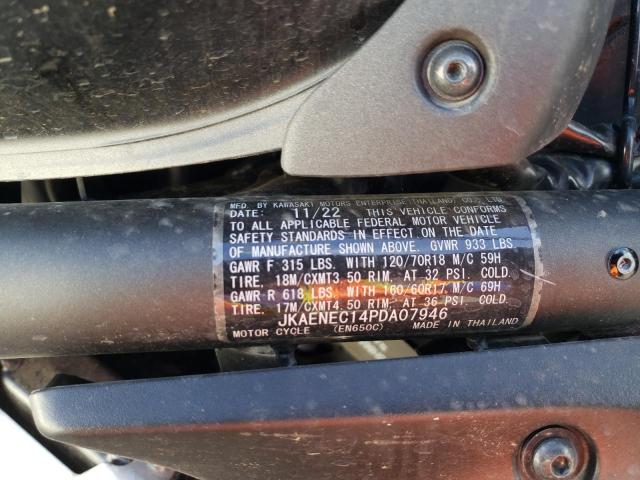 MFD. BY KAWASAKI MOTORS ENTERPRISE (THAILAND) CO., LTD.
DATE: 11/22 THIS VEHICLE CONFORMS
TO ALL APPLICABLE FEDERAL MOTOR VEHICLE
SAFETY STANDARDS IN EFFECT ON THE DATE
OF MANUFACTURE SHOWN ABOVE. GVWR 933 LBS
GAWR F 315 LBS. WITH 120/70R18 M/C 59H
TIRE, 18M/CXMT3.50 RIM, AT 32 PSI. COLD.
GAWR R 618 LBS. WITH 160/60R17 M/C 69H
TIRE, 17M/CXMT4.50 RIM, AT 36 PSI. COLD.
JKAENEC14PDA07946
MOTOR CYCLE (EN650C) MADE IN THAILAND